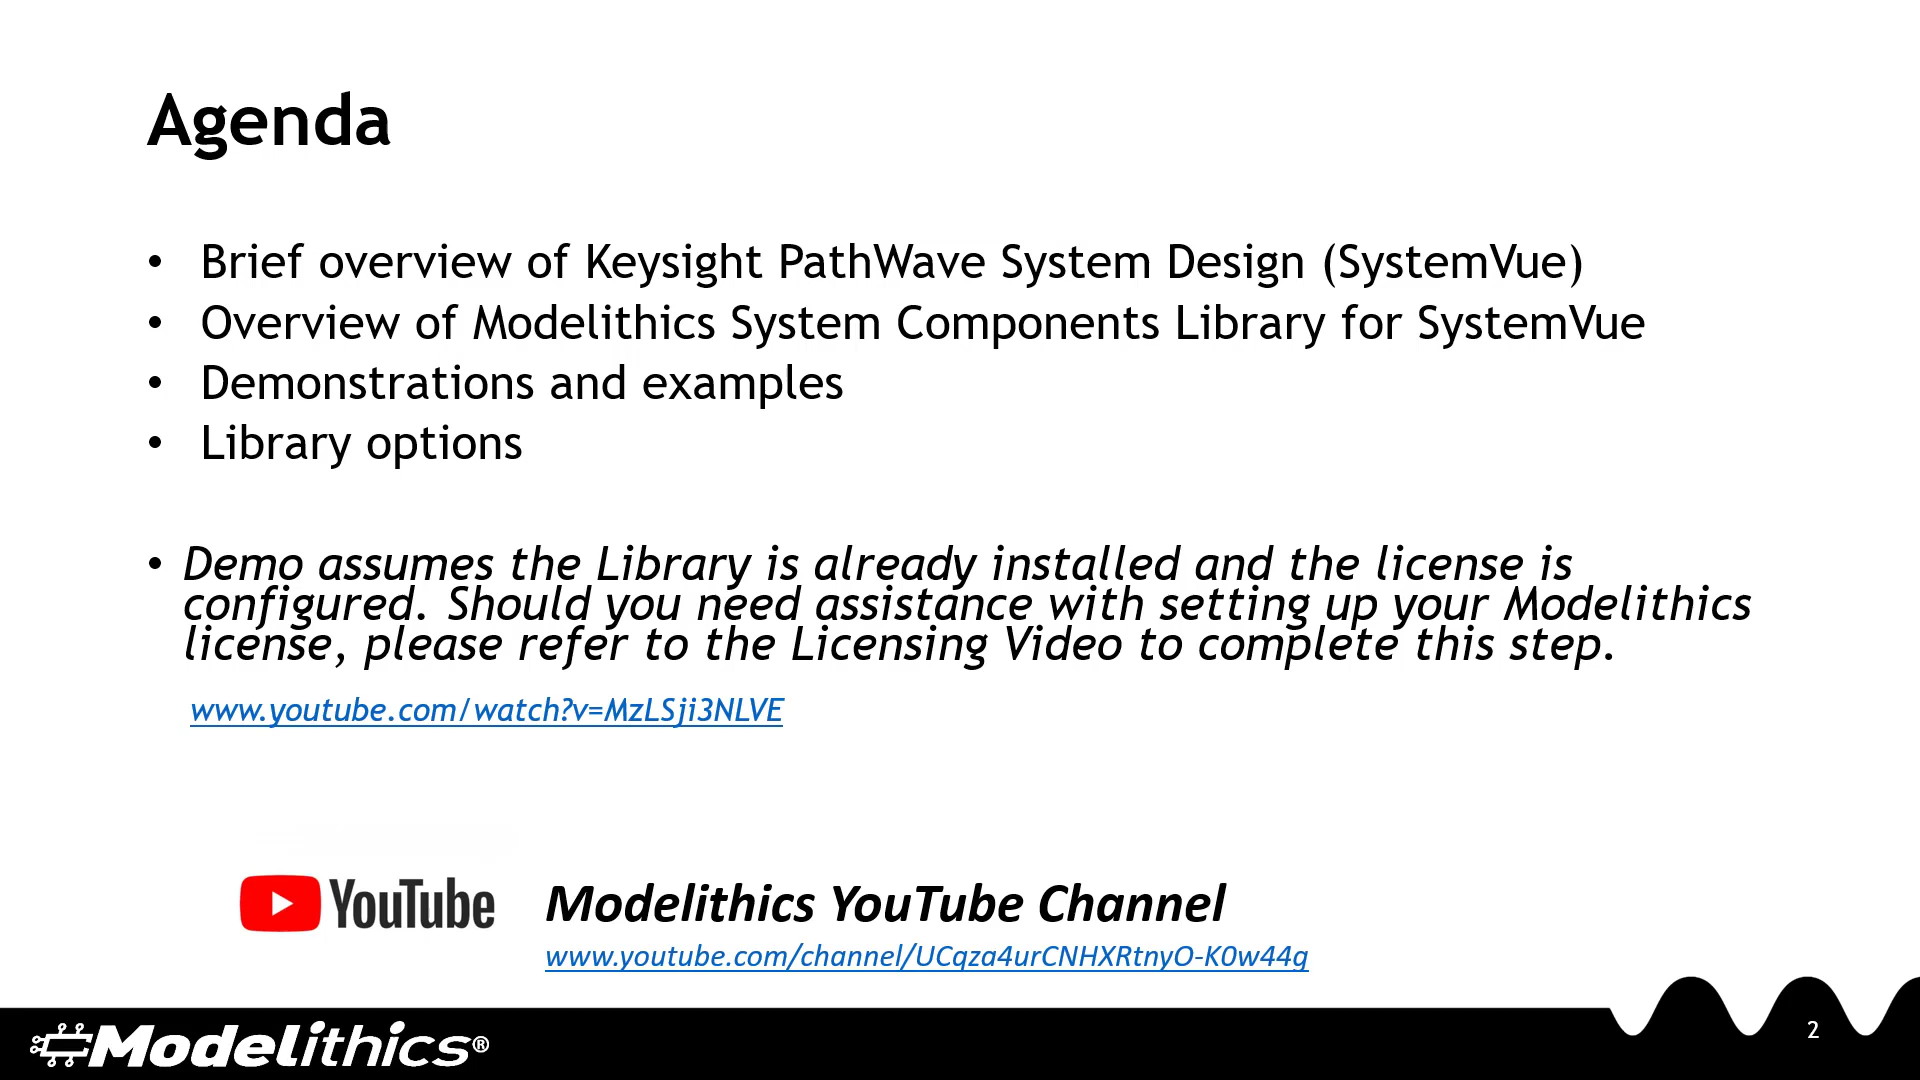 Agenda
• Brief overview of Keysight PathWave System Design (SystemVue)
• Overview of Modelithics System Components Library for SystemVue
• Demonstrations and examples
• Library options
• Demo assumes the Library is already installed and the license is
configured. Should you need assistance with setting up your Modelithics
license, please refer to the Licensing Video to complete this step.
www.youtube.com/watch?v=MzLSji3NLVE
YouTube
Modelithics YouTube Channel
www.youtube.com/channel/UCqza4urCNHXRtnyO-K0w44g
Modelithics®
2